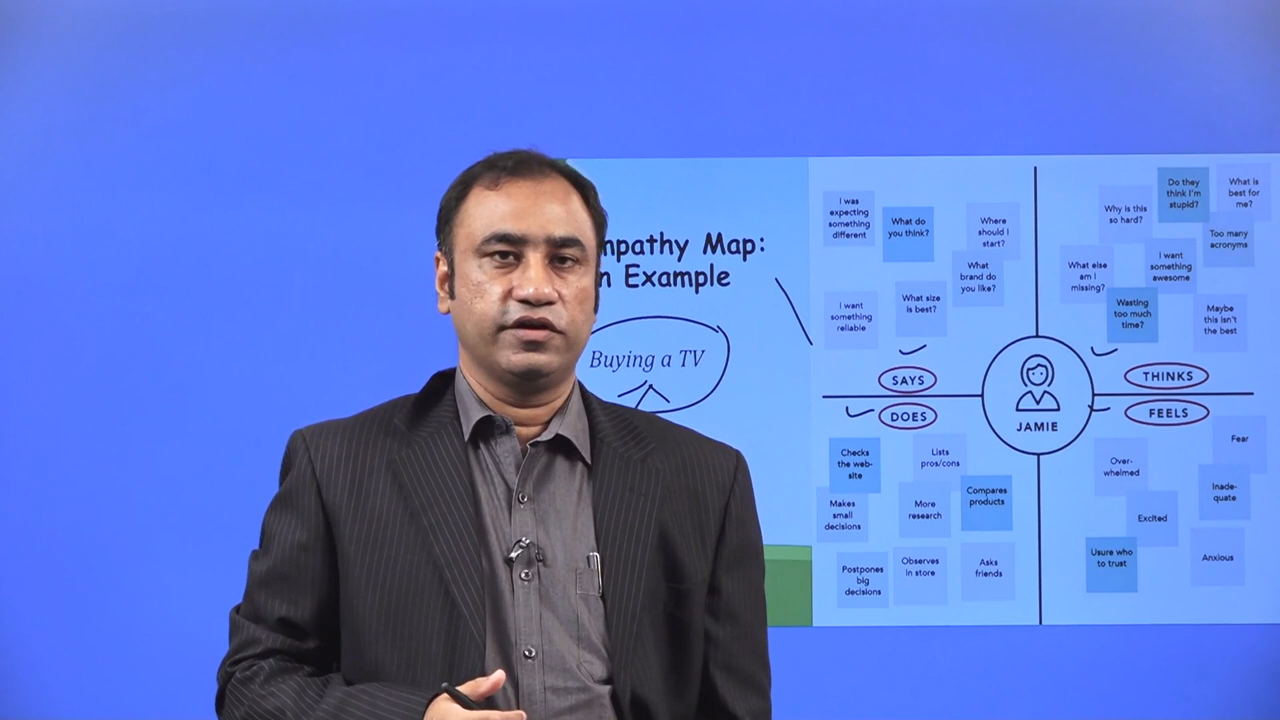 mpathy Map:
n Example
Buying a TV
I was
expecting
something
different
What do
you think?
Where
should I
start?
What
brand do
you like?
I want
something
reliable
What size
is best?
SAYS
Why is this
so hard?
Do they
think I'm
stupid?
What is
best for
me?
Too many
acronyms
What else
am I
missing?
I want
something
awesome
Wasting
too much
time?
Maybe
this isn't
the best
THINKS
JAMIE
DOES
Checks
the web-
site
Lists
pros/cons
Makes
small
decisions
More
research
Compares
products
Postpones
big
decisions
Observes
in store
Asks
friends
FEELS
Fear
Over-
whelmed
Inade-
quate
Excited
Usure who
to trust
Anxious